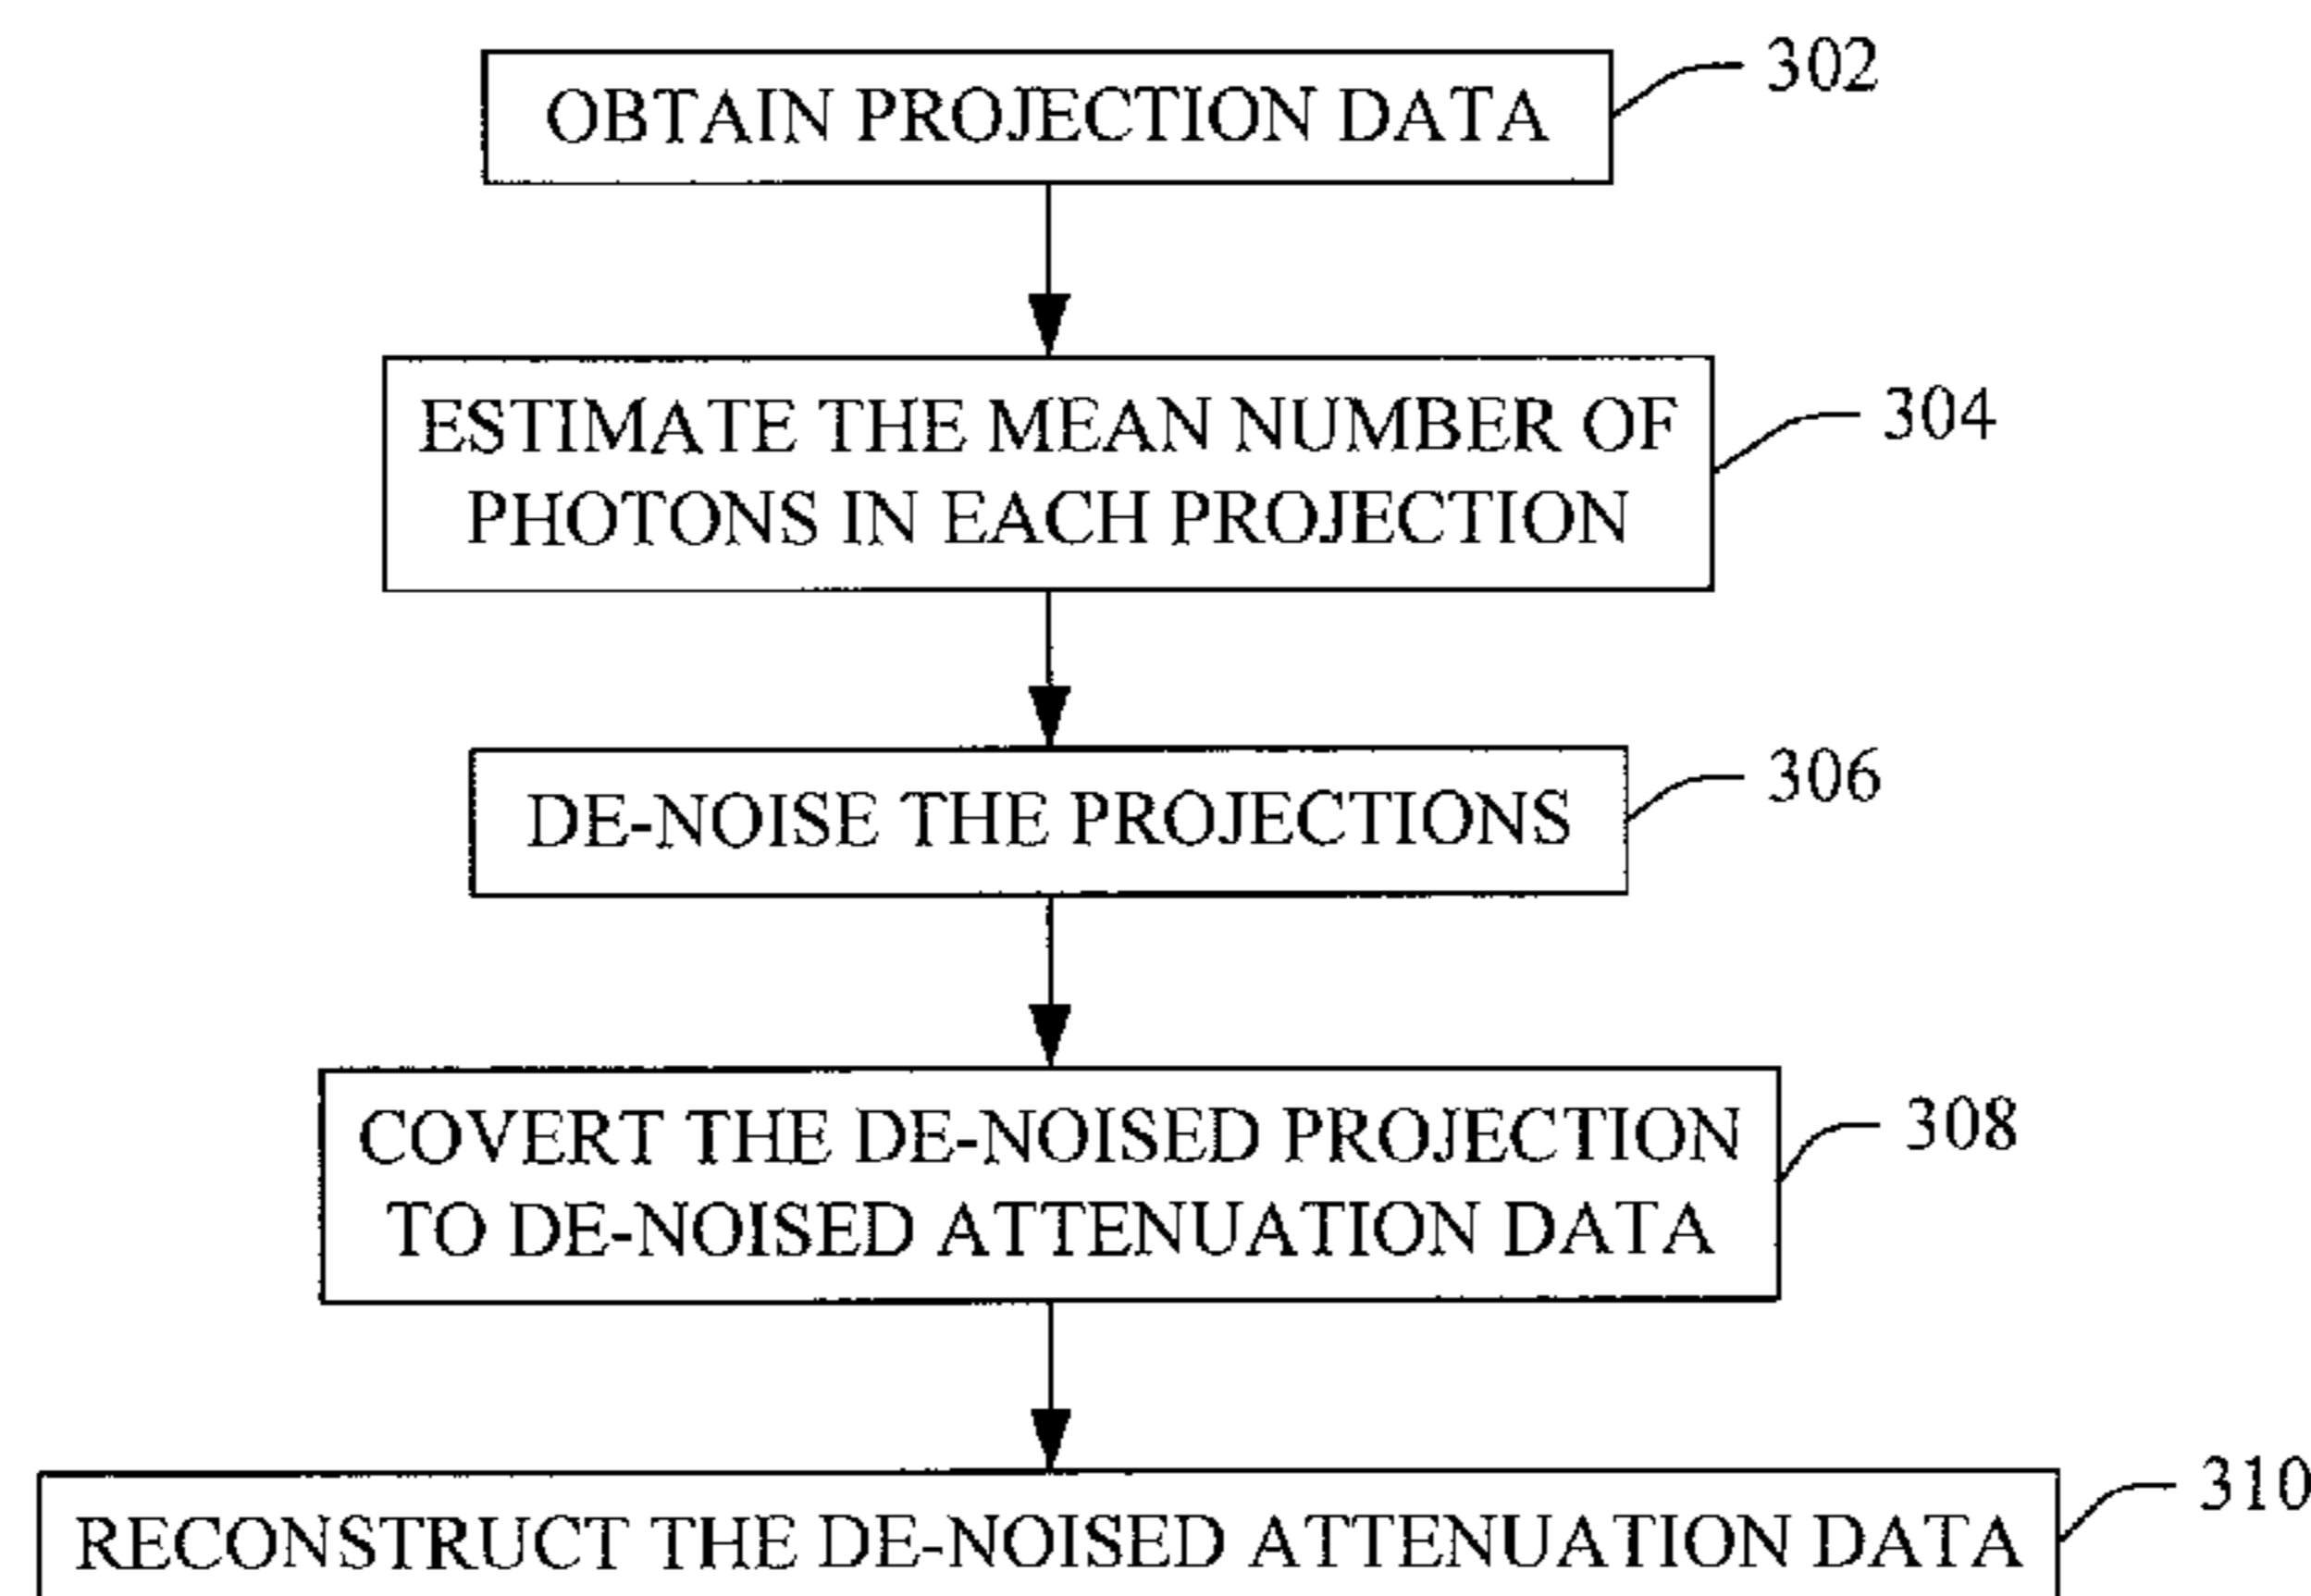 OBTAIN PROJECTION DATA
302
ESTIMATE THE MEAN NUMBER OF
PHOTONS IN EACH PROJECTION
304
DE-NOISE THE PROJECTIONS
306
COVERT THE DE-NOISED PROJECTION
TO DE-NOISED ATTENUATION DATA
308
RECONSTRUCT THE DE-NOISED ATTENUATION DATA
310